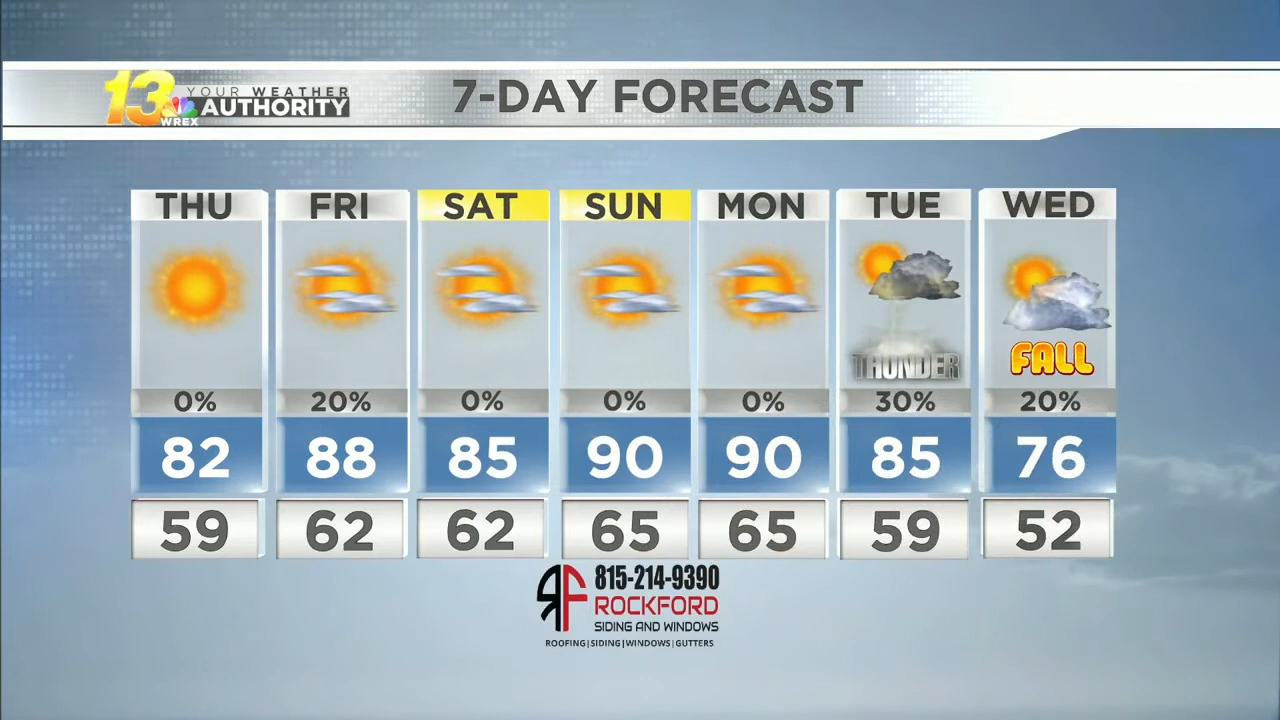 13 YOUR WEATHER
AUTHORITY
WREX
7-DAY FORECAST
THU FRI SAT SUN MON TUE WED
THUNDER FALL
0% 20% 0% 0% 0% 30% 20%
82 88 85 90 90 85 76
59 62 62 65 65 59 52
RF 815-214-9390
ROCKFORD
SIDING AND WINDOWS
ROOFING|SIDING|WINDOWS|GUTTERS